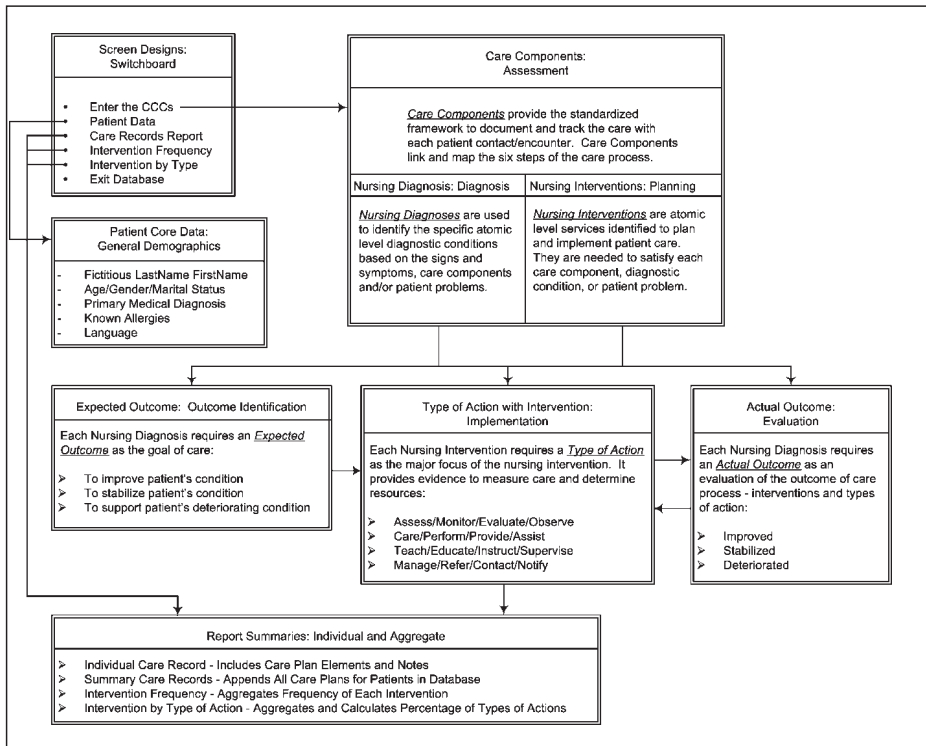 Screen Designs:
Switchboard
• Enter the CCCs
• Patient Data
• Care Records Report
• Intervention Frequency
• Intervention by Type
• Exit Database
Care Components:
Assessment
Care Components provide the standardized
framework to document and track the care with
each patient contact/encounter. Care Components
link and map the six steps of the care process.
Nursing Diagnosis: Diagnosis
Nursing Diagnoses are used
to identify the specific atomic
level diagnostic conditions
based on the signs and
symptoms, care components
and/or patient problems.
Nursing Interventions: Planning
Nursing Interventions are atomic
level services identified to plan
and implement patient care.
They are needed to satisfy each
care component, diagnostic
condition, or patient problem.
Patient Core Data:
General Demographics
- Fictitious LastName FirstName
- Age/Gender/Marital Status
- Primary Medical Diagnosis
- Known Allergies
- Language
Expected Outcome: Outcome Identification
Each Nursing Diagnosis requires an Expected
Outcome as the goal of care:
➢ To improve patient's condition
➢ To stabilize patient's condition
➢ To support patient's deteriorating condition
Type of Action with Intervention:
Implementation
Each Nursing Intervention requires a Type of Action
as the major focus of the nursing intervention. It
provides evidence to measure care and determine
resources:
➢ Assess/Monitor/Evaluate/Observe
➢ Care/Perform/Provide/Assist
➢ Teach/Educate/Instruct/Supervise
➢ Manage/Refer/Contact/Notify
Actual Outcome:
Evaluation
Each Nursing Diagnosis requires
an Actual Outcome as an
evaluation of the outcome of care
process - interventions and types
of action:
➢ Improved
➢ Stabilized
➢ Deteriorated
Report Summaries: Individual and Aggregate
➢ Individual Care Record - Includes Care Plan Elements and Notes
➢ Summary Care Records - Appends All Care Plans for Patients in Database
➢ Intervention Frequency - Aggregates Frequency of Each Intervention
➢ Intervention by Type of Action - Aggregates and Calculates Percentage of Types of Actions